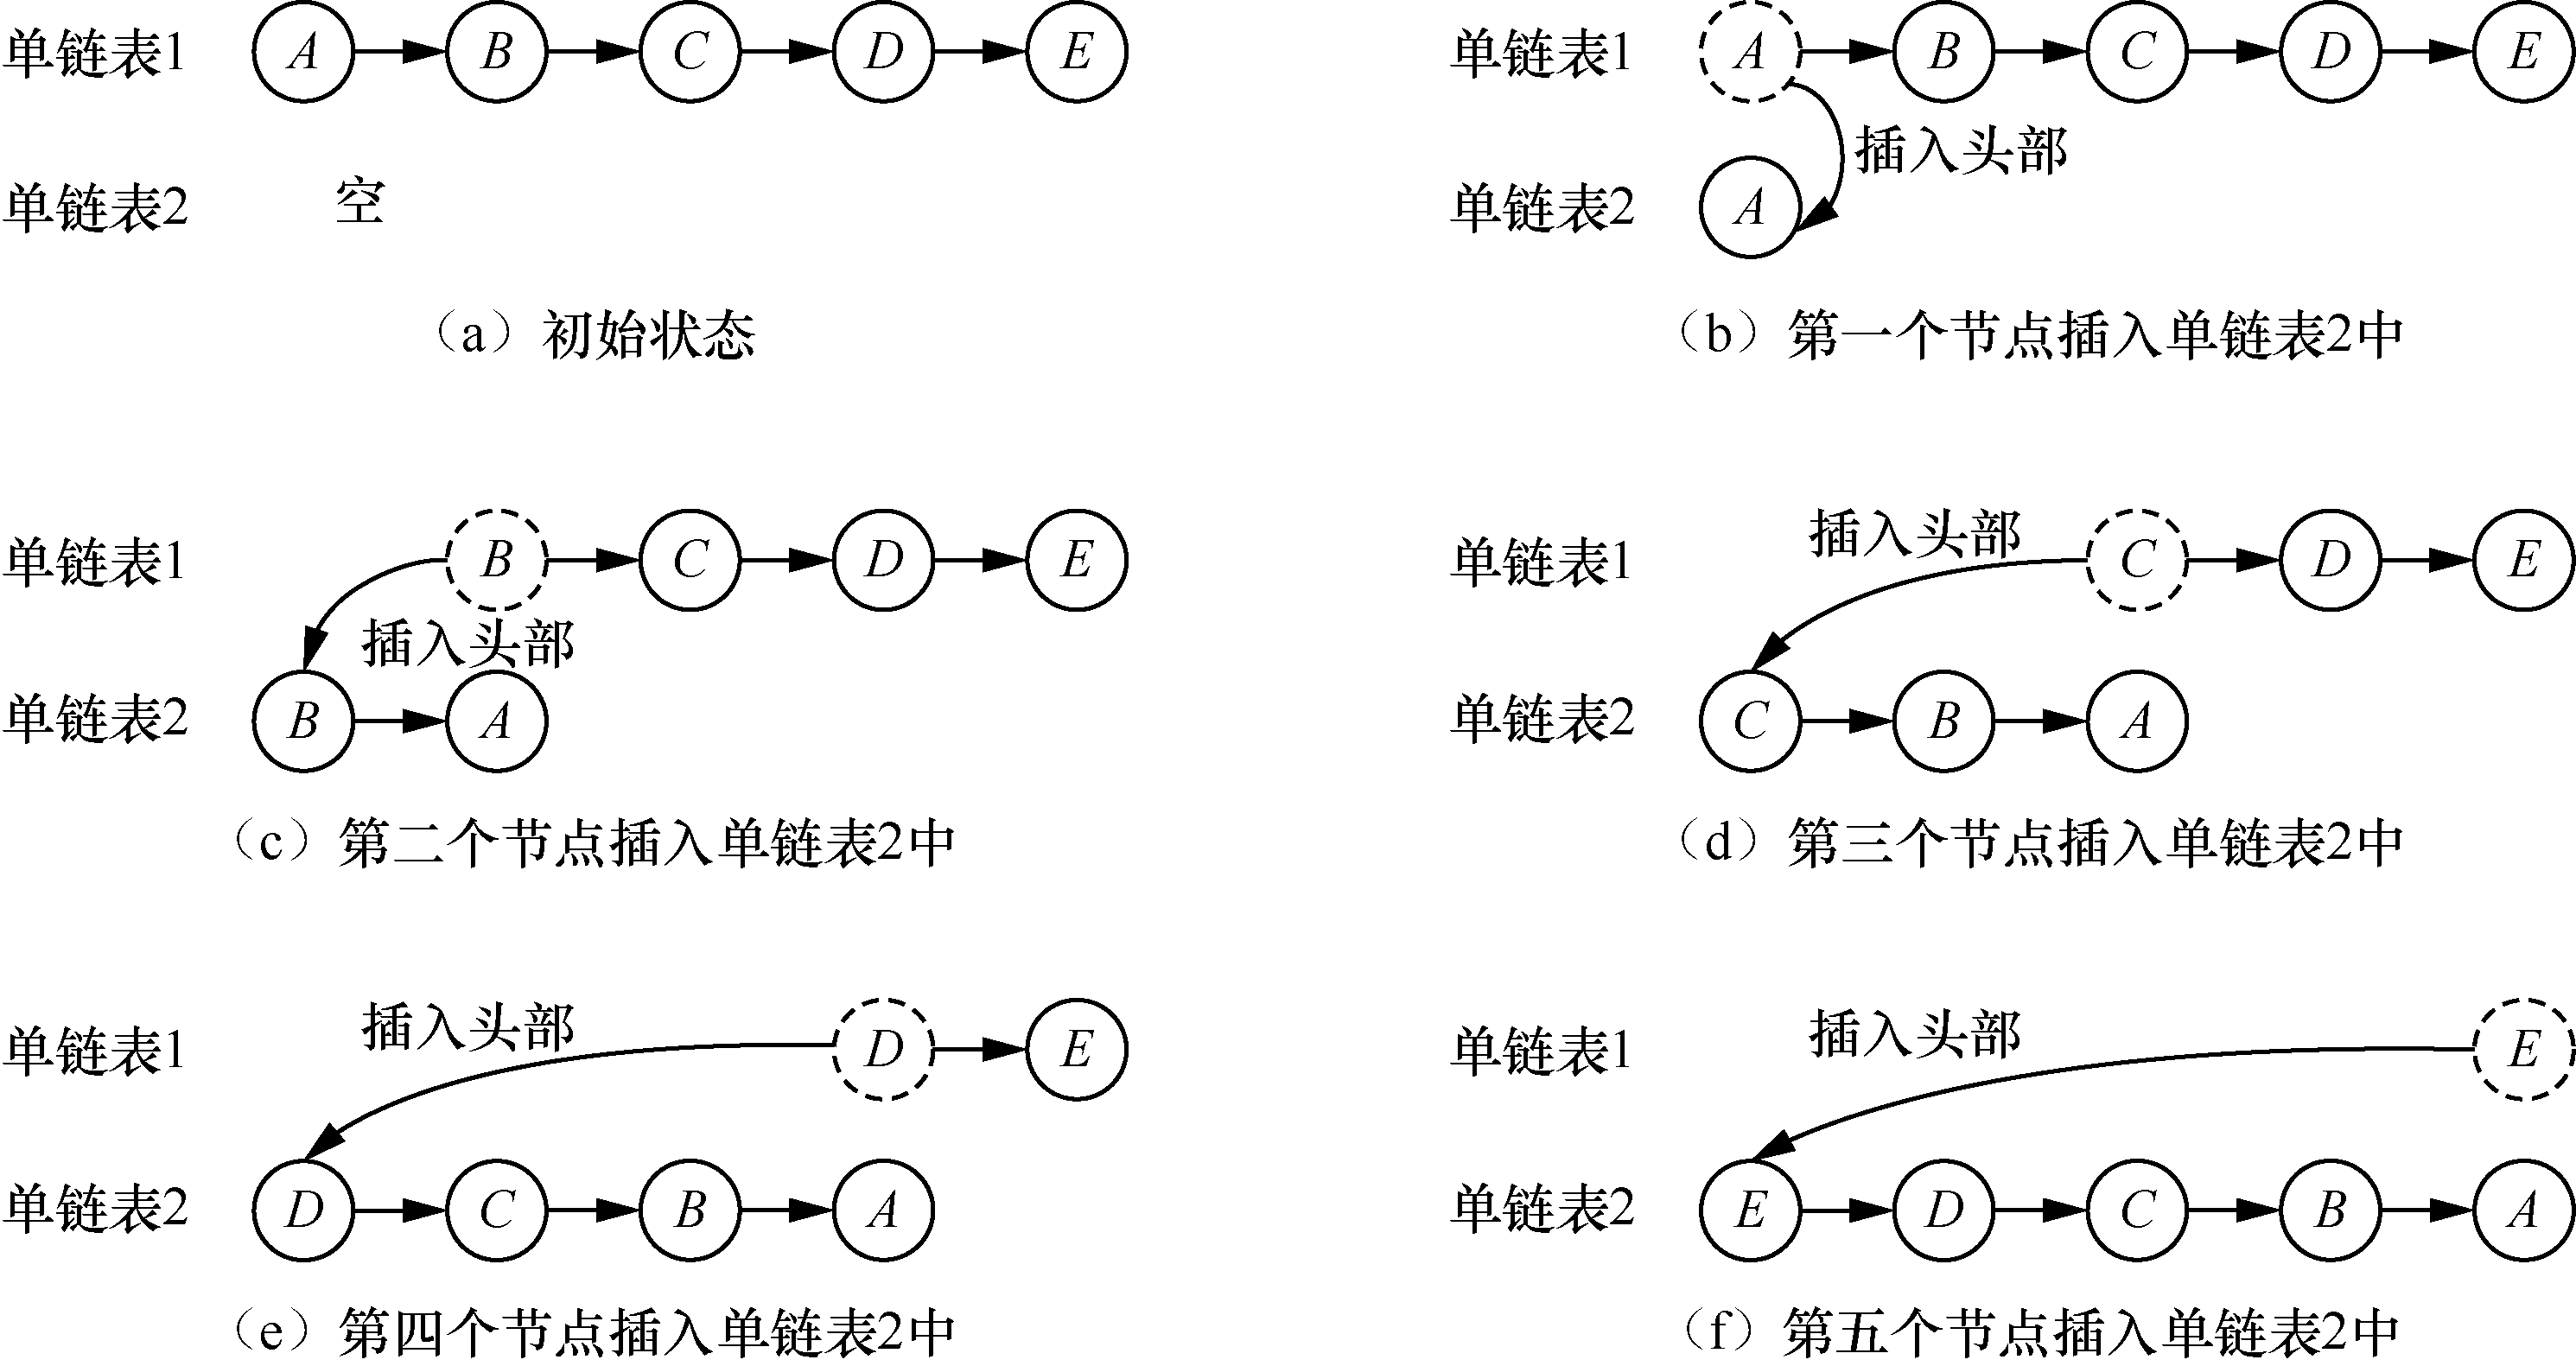 单链表1 A B C D E
单链表2 空
（a）初始状态
单链表1 A B C D E
插入头部
单链表2 A
（b）第一个节点插入单链表2中
单链表1 B C D E
插入头部
单链表2 B A
（c）第二个节点插入单链表2中
插入头部
单链表1 C D E
单链表2 C B A
（d）第三个节点插入单链表2中
插入头部
单链表1 D E
单链表2 D C B A
（e）第四个节点插入单链表2中
插入头部
单链表1 E
单链表2 E D C B A
（f）第五个节点插入单链表2中